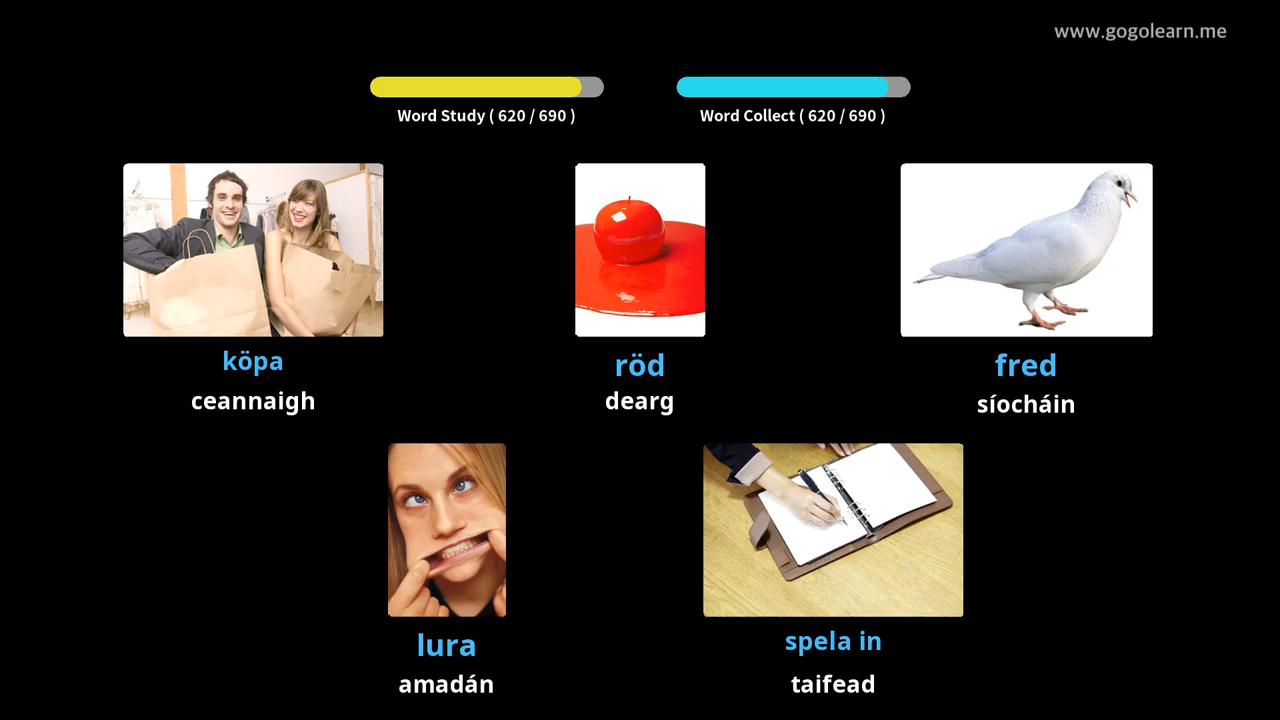 www.gogolearn.me
Word Study ( 620 / 690 )
Word Collect ( 620 / 690 )
köpa
ceannaigh
röd
dearg
fred
síocháin
lura
amadán
spela in
taifead